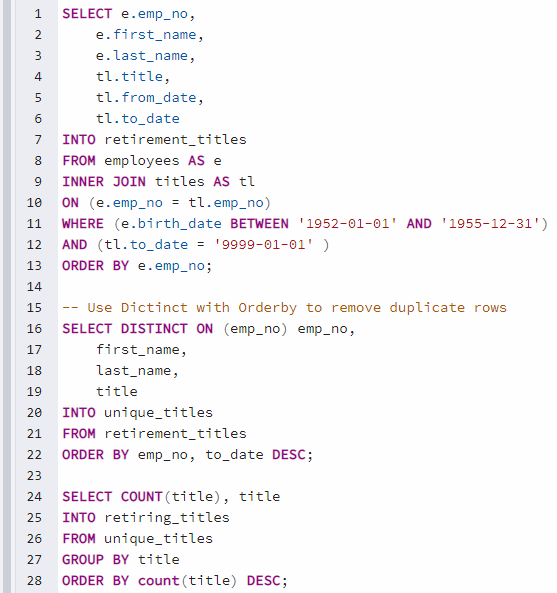 1 SELECT e.emp_no,
2 e.first_name,
3 e.last_name,
4 tl.title,
5 tl.from_date,
6 tl.to_date
7 INTO retirement_titles
8 FROM employees AS e
9 INNER JOIN titles AS tl
10 ON (e.emp_no = tl.emp_no)
11 WHERE (e.birth_date BETWEEN '1952-01-01' AND '1955-12-31')
12 AND (tl.to_date = '9999-01-01' )
13 ORDER BY e.emp_no;
14
15 -- Use Dictinct with Orderby to remove duplicate rows
16 SELECT DISTINCT ON (emp_no) emp_no,
17 first_name,
18 last_name,
19 title
20 INTO unique_titles
21 FROM retirement_titles
22 ORDER BY emp_no, to_date DESC;
23
24 SELECT COUNT(title), title
25 INTO retiring_titles
26 FROM unique_titles
27 GROUP BY title
28 ORDER BY count(title) DESC;